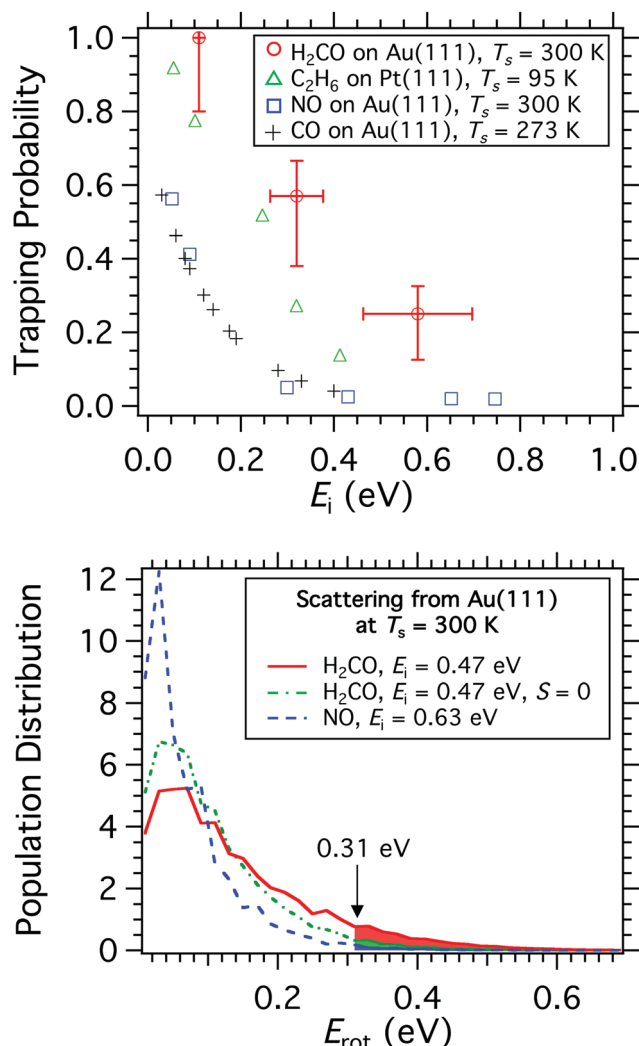 1.0
0.8
0.6
0.4
0.2
0.0
Trapping Probability
H₂CO on Au(111), Tₛ = 300 K
C₂H₆ on Pt(111), Tₛ = 95 K
NO on Au(111), Tₛ = 300 K
CO on Au(111), Tₛ = 273 K
0.0 0.2 0.4 0.6 0.8 1.0
Eᵢ (eV)
12
10
8
6
4
2
0
Population Distribution
Scattering from Au(111)
at Tₛ = 300 K
H₂CO, Eᵢ = 0.47 eV
H₂CO, Eᵢ = 0.47 eV, S = 0
NO, Eᵢ = 0.63 eV
0.31 eV
0.2 0.4 0.6
E_rot (eV)